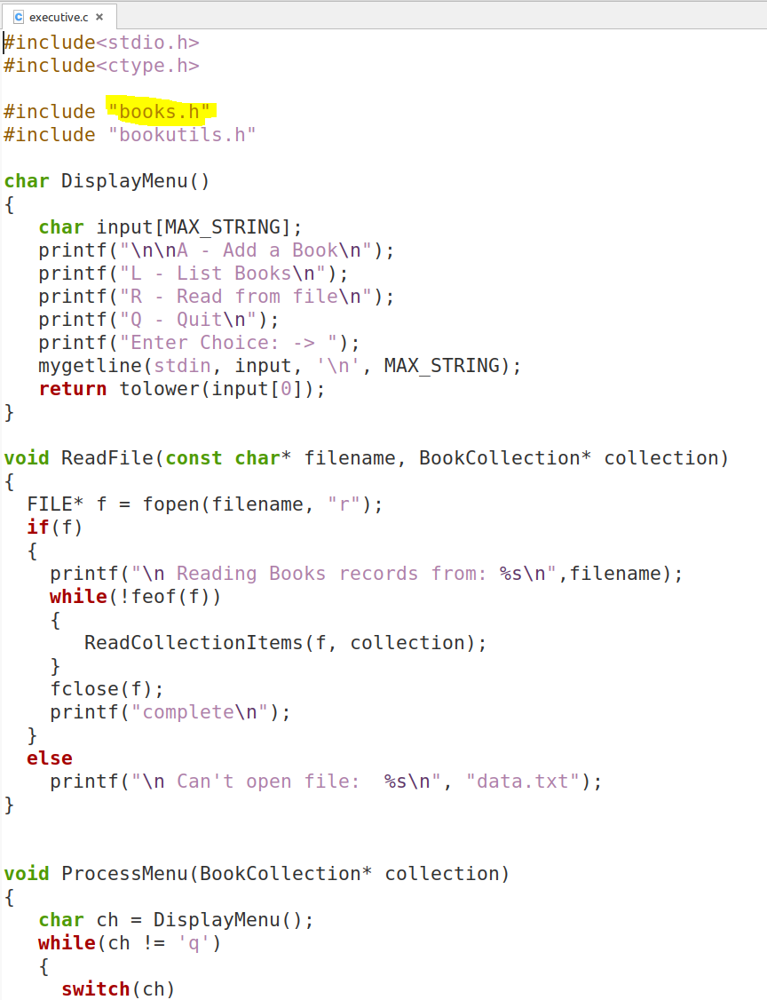 executive.c ×
#include<stdio.h>
#include<ctype.h>
#include "books.h"
#include "bookutils.h"
char DisplayMenu()
{
char input[MAX_STRING];
printf("\n\nA - Add a Book\n");
printf("L - List Books\n");
printf("R - Read from file\n");
printf("Q - Quit\n");
printf("Enter Choice: -> ");
mygetline(stdin, input, '\n', MAX_STRING);
return tolower(input[0]);
}
void ReadFile(const char* filename, BookCollection* collection)
{
FILE* f = fopen(filename, "r");
if(f)
{
printf("\n Reading Books records from: %s\n",filename);
while(!feof(f))
{
ReadCollectionItems(f, collection);
}
fclose(f);
printf("complete\n");
}
else
printf("\n Can't open file:  %s\n", "data.txt");
}
void ProcessMenu(BookCollection* collection)
{
char ch = DisplayMenu();
while(ch != 'q')
{
switch(ch)